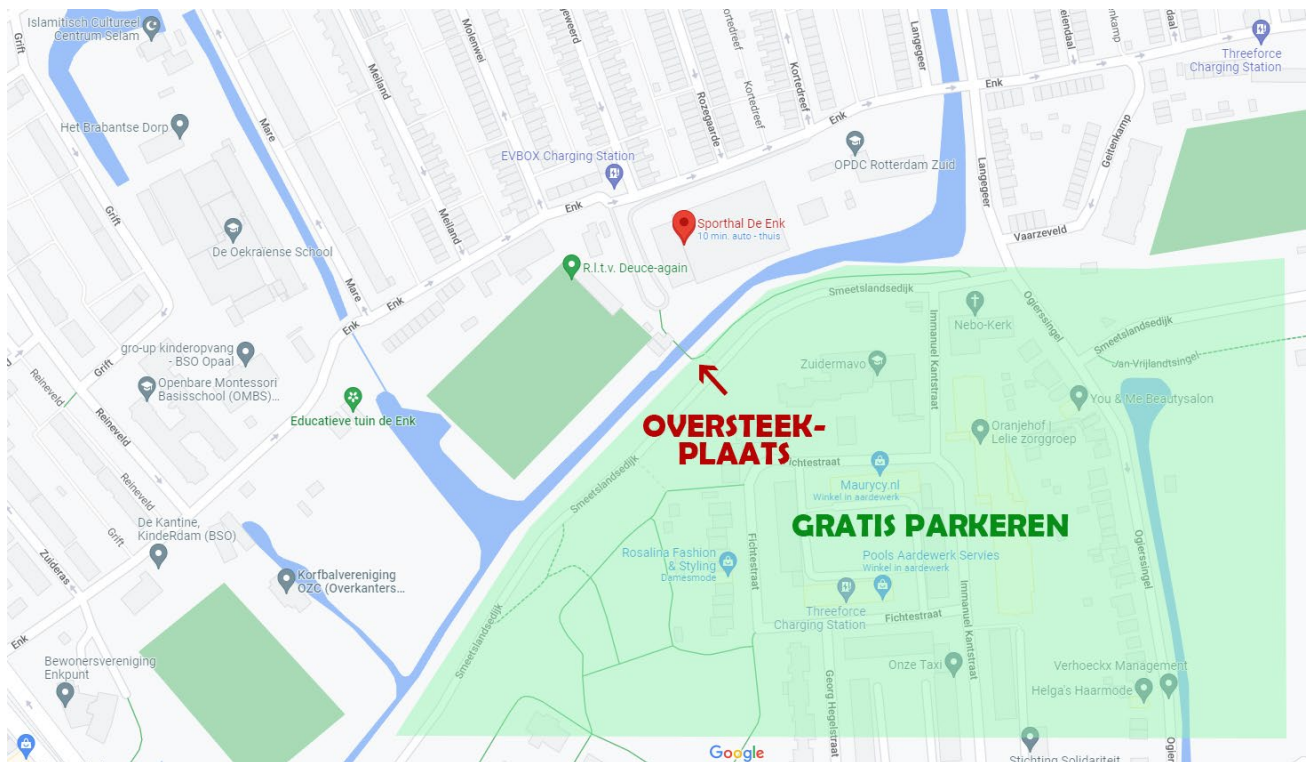 Islamitisch Cultureel
Centrum Selam
Grift
Molenwei
Meiland
Kortedreef
Langegeer
Threeforce
Charging Station
Enk
Het Brabantse Dorp
Mare
Rozegaarde
Kortedreef
Enk
Geitenkamp
EVBOX Charging Station
OPDC Rotterdam Zuid
Langegeer
Grift
Meiland
Enk
Sporthal De Enk
10 min. auto - thuis
Vaarzeveld
De Oekraïense School
R.l.t.v. Deuce-again
Mare
Smeetslandsedijk
Ogierssingel
Enk
Enk
Nebo-Kerk
Immanuel Kantstraat
Smeetslandsedijk
gro-up kinderopvang
- BSO Opaal
Grift
Zuidermavo
Jan Vrijlandtsingel
Reineveld
Openbare Montessori
Basisschool (OMBS)...
You & Me Beautysalon
Educatieve tuin de Enk
OVERSTEEK-
PLAATS
Oranjehof |
Lelie zorggroep
Reineveld
Smeetslandsedijk
Fichtestraat
Maurycy.nl
Winkel in aardewerk
Reineveld
GRATIS PARKEREN
De Kantine,
KindeRdam (BSO)
Grift
Zuideras
Rosalina Fashion
& Styling
Damesmode
Fichtestraat
Pools Aardewerk Servies
Winkel in aardewerk
Ogierssingel
Korfbalvereniging
OZC (Overkanters...
Threeforce
Charging Station
Fichtestraat
Immanuel Kantstraat
Enk
Smeetslandsedijk
Bewonersvereniging
Enkpunt
Onze Taxi
Verhoeckx Management
Georg Hegelstraat
Helga's Haarmode
Google
Stichting Solidariteit